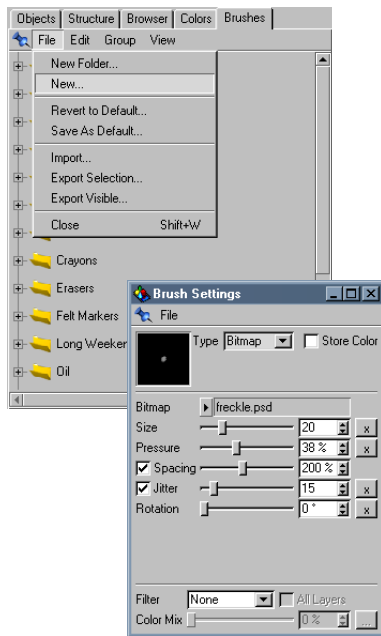 Objects Structure Browser Colors Brushes
File Edit Group View
New Folder...
New...
Revert to Default...
Save As Default...
Import...
Export Selection...
Export Visible...
Close Shift+W
Crayons
Erasers
Felt Markers
Long Weeken
Oil
Brush Settings
File
Type Bitmap Store Color
Bitmap freckle.psd
Size 20 x
Pressure 38 % x
Spacing 200 %
Jitter 15 x
Rotation 0 ° x
Filter None All Layers
Color Mix 0 % ...